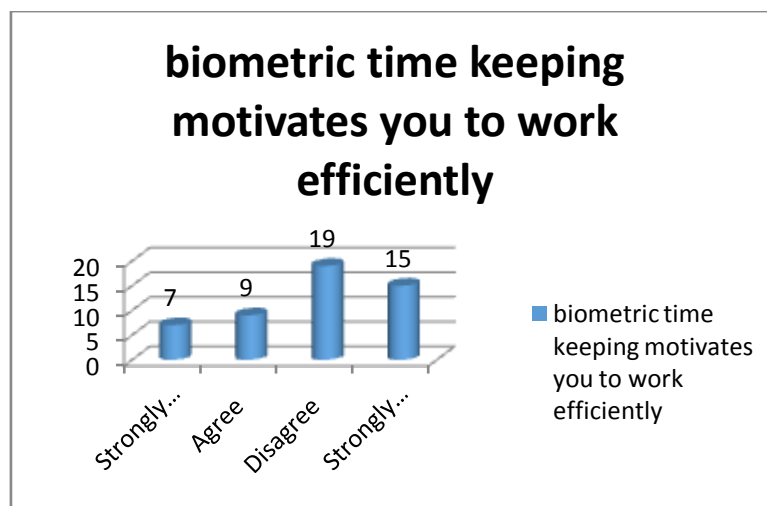 biometric time keeping
motivates you to work
efficiently
20
15
10
5
0
7
9
19
15
Strongly...
Agree
Disagree
Strongly...
biometric time
keeping motivates
you to work
efficiently